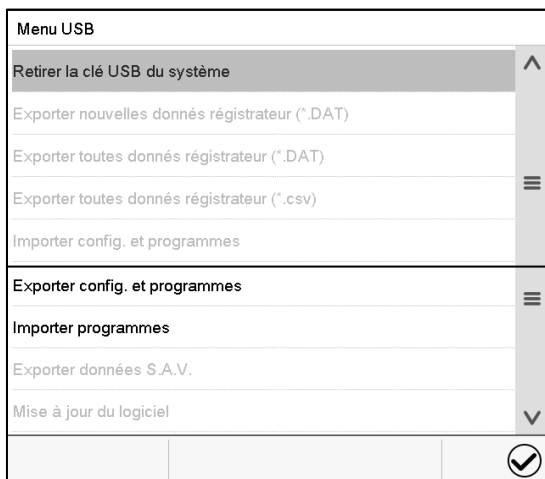 Menu USB
Retirer la clé USB du système
Exporter nouvelles donnés régistrateur (*.DAT)
Exporter toutes donnés régistrateur (*.DAT)
Exporter toutes donnés régistrateur (*.csv)
Importer config. et programmes
Exporter config. et programmes
Importer programmes
Exporter données S.A.V.
Mise à jour du logiciel